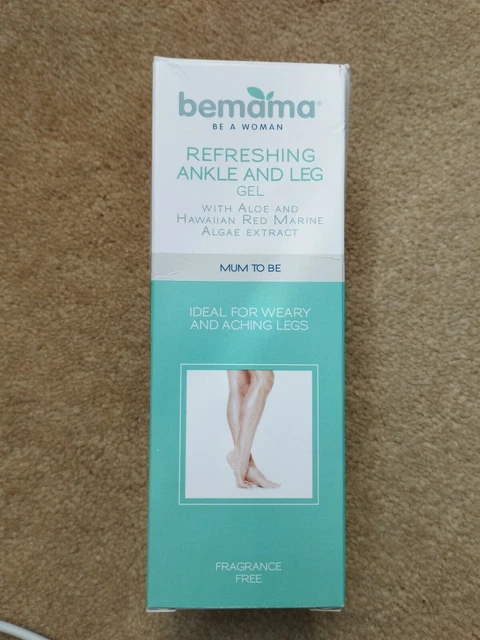 bemama®
BE A WOMAN
REFRESHING
ANKLE AND LEG
GEL
WITH ALOE AND
HAWAIIAN RED MARINE
ALGAE EXTRACT
MUM TO BE
IDEAL FOR WEARY
AND ACHING LEGS
FRAGRANCE
FREE